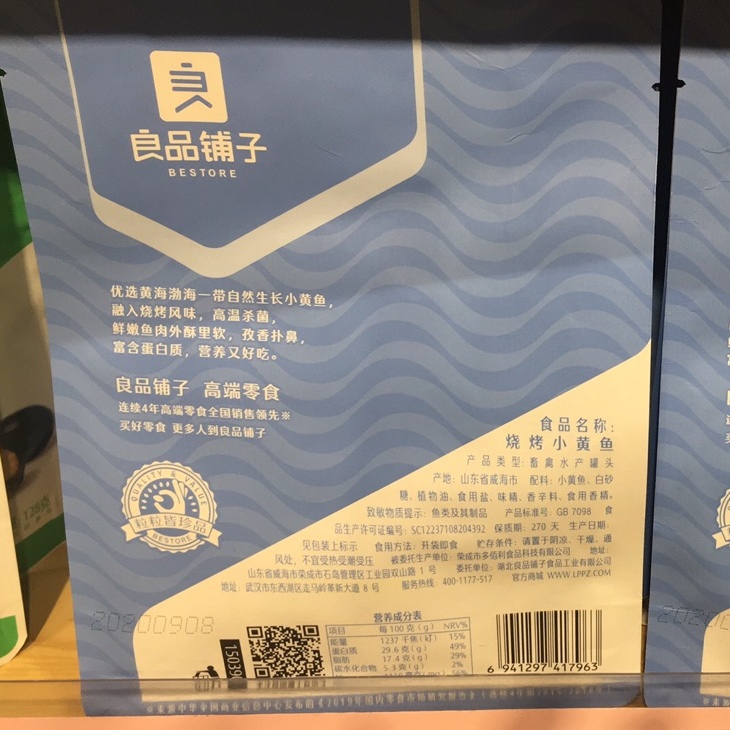 良品铺子
BESTORE
优选黄海渤海一带自然生长小黄鱼，
融入烧烤风味，高温杀菌，
鲜嫩鱼肉外酥里软，孜香扑鼻，
富含蛋白质，营养又好吃。
良品铺子 高端零食
连续4年高端零食全国销售领先※
买好零食 更多人到良品铺子
QUALITY & VALUE
粒粒皆珍品
BESTORE
食品名称：
烧烤小黄鱼
产品类型：畜禽水产罐头
产地：山东省威海市 配料：小黄鱼、白砂
糖、植物油、食用盐、味精、香辛料、食用香精。
致敏物质提示：鱼类及其制品 产品标准号：GB 7098 食
品生产许可证编号：SC12237108204392 保质期：270 天 生产日期：
见包装上标示 食用方法：开袋即食 贮存条件：请置于阴凉、干燥、通
风处，不宜受热受潮受压 被委托生产单位：荣成市多佰利食品科技有限公司 地址：
山东省威海市荣成市石岛管理区工业园双山路 1 号 委托单位：湖北良品铺子食品工业有限公司
地址：武汉市东西湖区走马岭革新大道 8 号 服务热线：400-1177-517 官方商城 WWW.LPPZ.COM
20200908
15039
营养成分表
项目 每 100 克 (g) NRV%
能量 1237 千焦 (kJ) 15%
蛋白质 29.6 克 (g) 49%
脂肪 17.4 克 (g) 29%
碳水化合物 5.3 克 (g) 2%
6 941297 417963
128克
2020